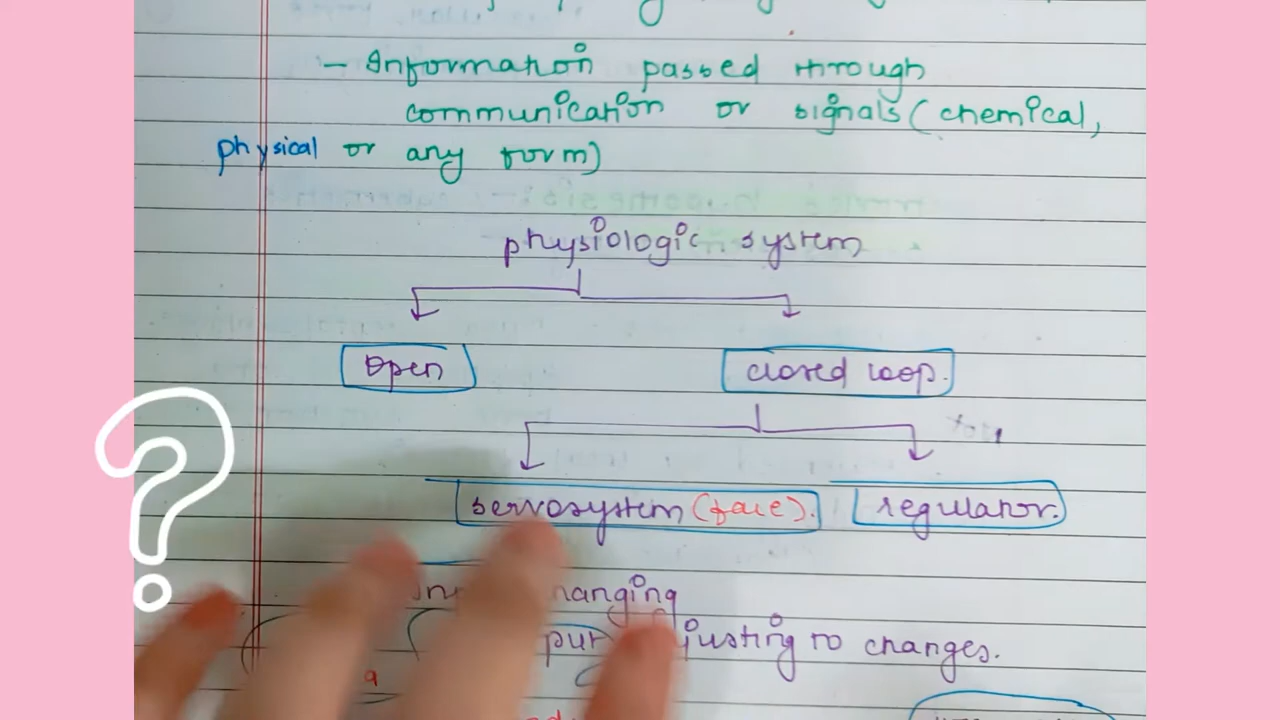 - Information passed through
communication or signals (chemical,
physical or any form)
physiologic system
Open
closed loop.
servosystem (face).
regulator.
changing
adjusting to changes.